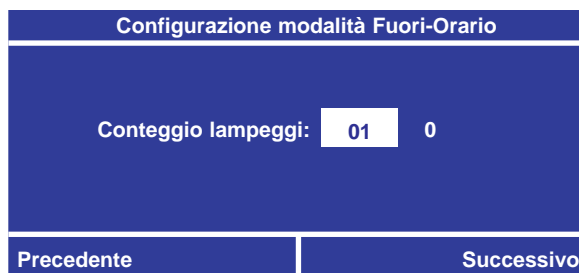 Configurazione modalità Fuori-Orario
Conteggio lampeggi: 01 0
Precedente Successivo